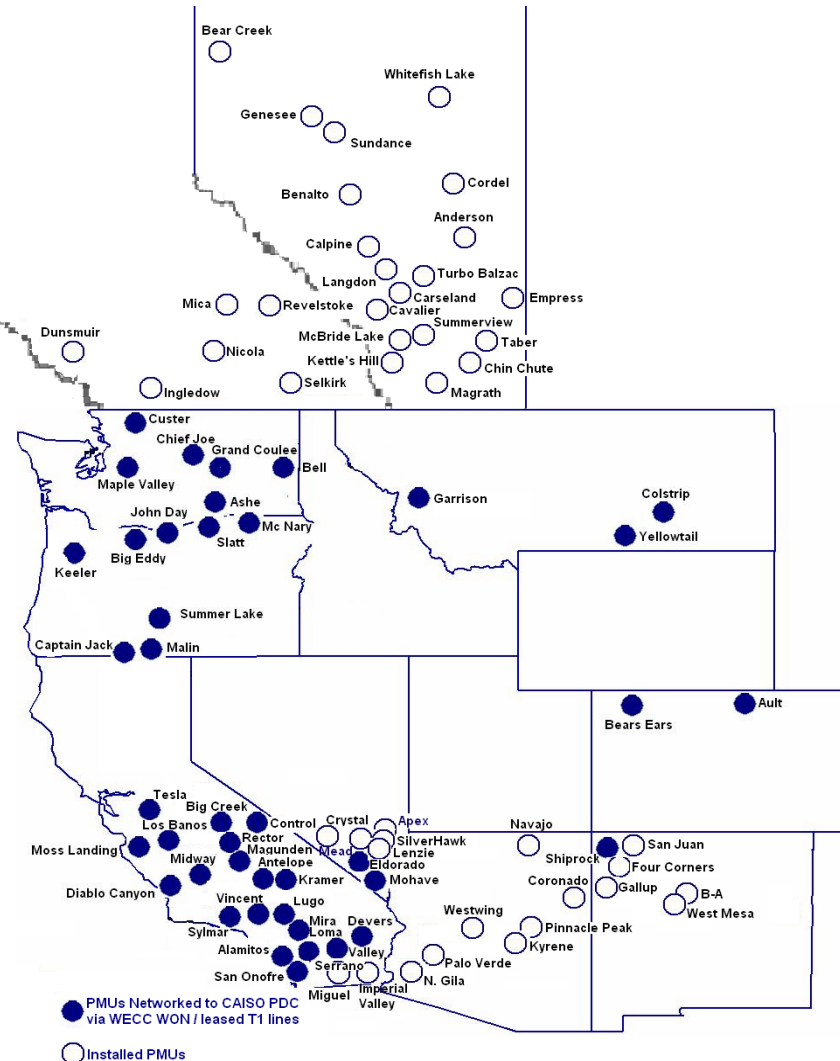 Bear Creek
Whitefish Lake
Genesee
Sundance
Cordel
Benalto
Anderson
Calpine
Langdon
Turbo Balzac
Mica
Revelstoke
Carseland
Empress
Cavalier
Summerview
Dunsmuir
McBride Lake
Taber
Nicola
Kettle's Hill
Chin Chute
Selkirk
Ingledow
Magrath
Custer
Chief Joe
Grand Coulee
Bell
Maple Valley
Garrison
Colstrip
Ashe
John Day
Mc Nary
Slatt
Yellowtail
Big Eddy
Keeler
Summer Lake
Captain Jack
Malin
Ault
Bears Ears
Tesla
Big Creek
Crystal
Apex
Los Banos
Control
Navajo
Rector
SilverHawk
San Juan
Moss Landing
Magunden
Mead
Lenzie
Shiprock
Midway
Antelope
Eldorado
Four Corners
Kramer
Mohave
Coronado
Gallup
Diablo Canyon
B-A
Vincent
Lugo
Westwing
West Mesa
Sylmar
Mira
Loma
Devers
Pinnacle Peak
Alamitos
Valley
Kyrene
Serrano
Palo Verde
San Onofre
N. Gila
Miguel
Imperial
Valley
PMUs Networked to CAISO PDC
via WECC WON / leased T1 lines
Installed PMUs